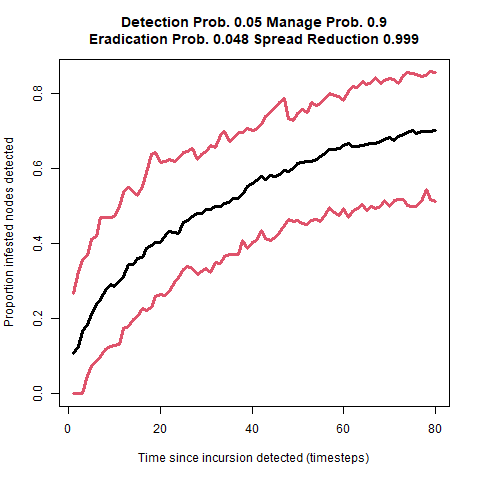 Detection Prob. 0.05 Manage Prob. 0.9
Eradication Prob. 0.048 Spread Reduction 0.999
Proportion infested nodes detected
0.8
0.6
0.4
0.2
0.0
0 20 40 60 80
Time since incursion detected (timesteps)